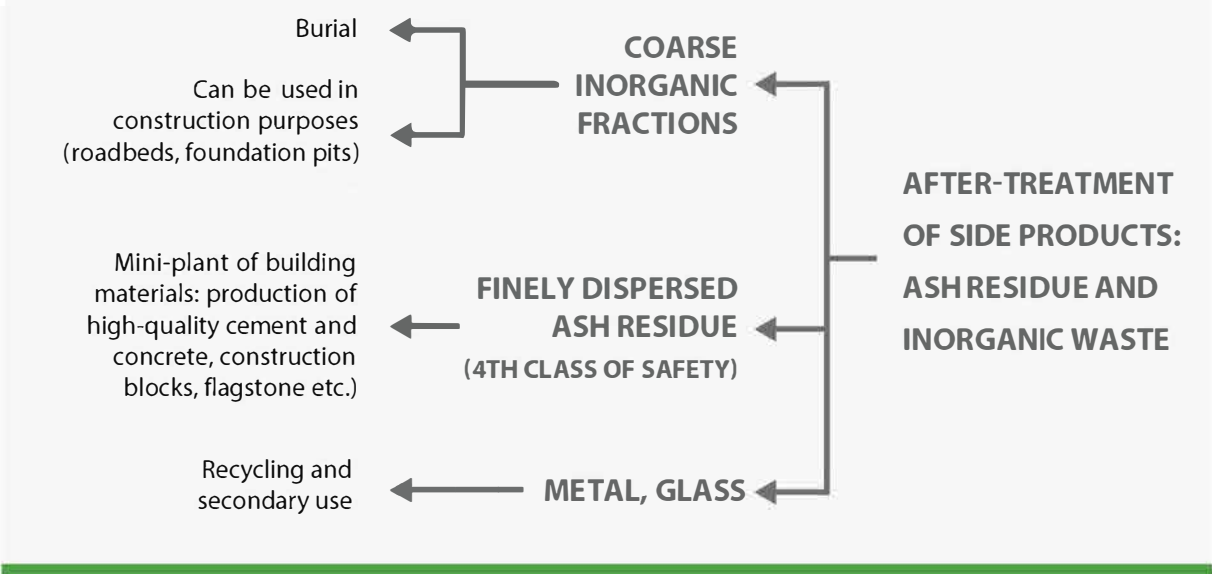 Burial
Can be used in
construction purposes
(roadbeds, foundation pits)
COARSE
INORGANIC
FRACTIONS
Mini-plant of building
materials: production of
high-quality cement and
concrete, construction
blocks, flagstone etc.)
FINELY DISPERSED
ASH RESIDUE
(4TH CLASS OF SAFETY)
Recycling and
secondary use
METAL, GLASS
AFTER-TREATMENT
OF SIDE PRODUCTS:
ASH RESIDUE AND
INORGANIC WASTE